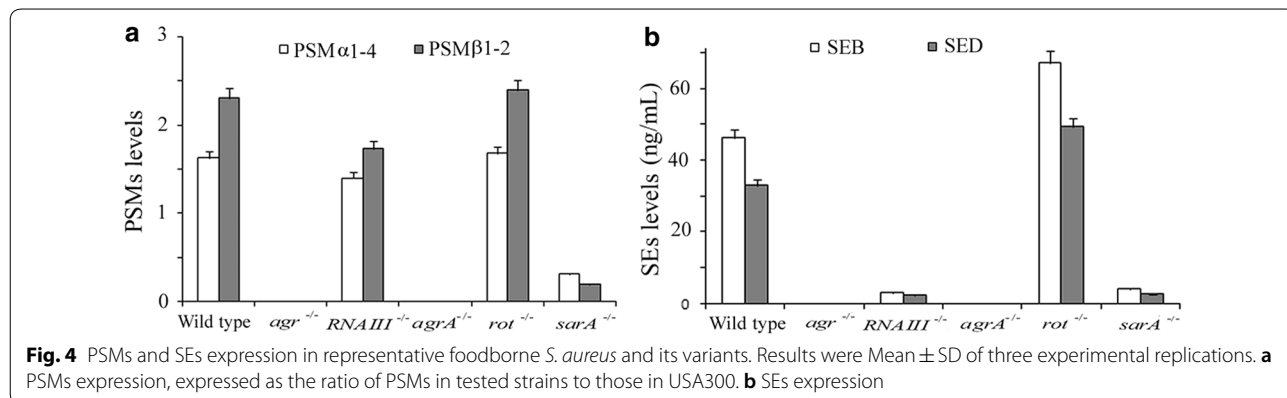 a
3
2
1
0
PSMs levels
PSMα1-4 PSMβ1-2
Wild type agr -/- RNAIII -/- agrA -/- rot -/- sarA -/-
b
60
40
20
0
SEs levels (ng/mL)
SEB SED
Wild type agr -/- RNAIII -/- agrA -/- rot -/- sarA -/-
Fig. 4 PSMs and SEs expression in representative foodborne S. aureus and its variants. Results were Mean ± SD of three experimental replications. a
PSMs expression, expressed as the ratio of PSMs in tested strains to those in USA300. b SEs expression